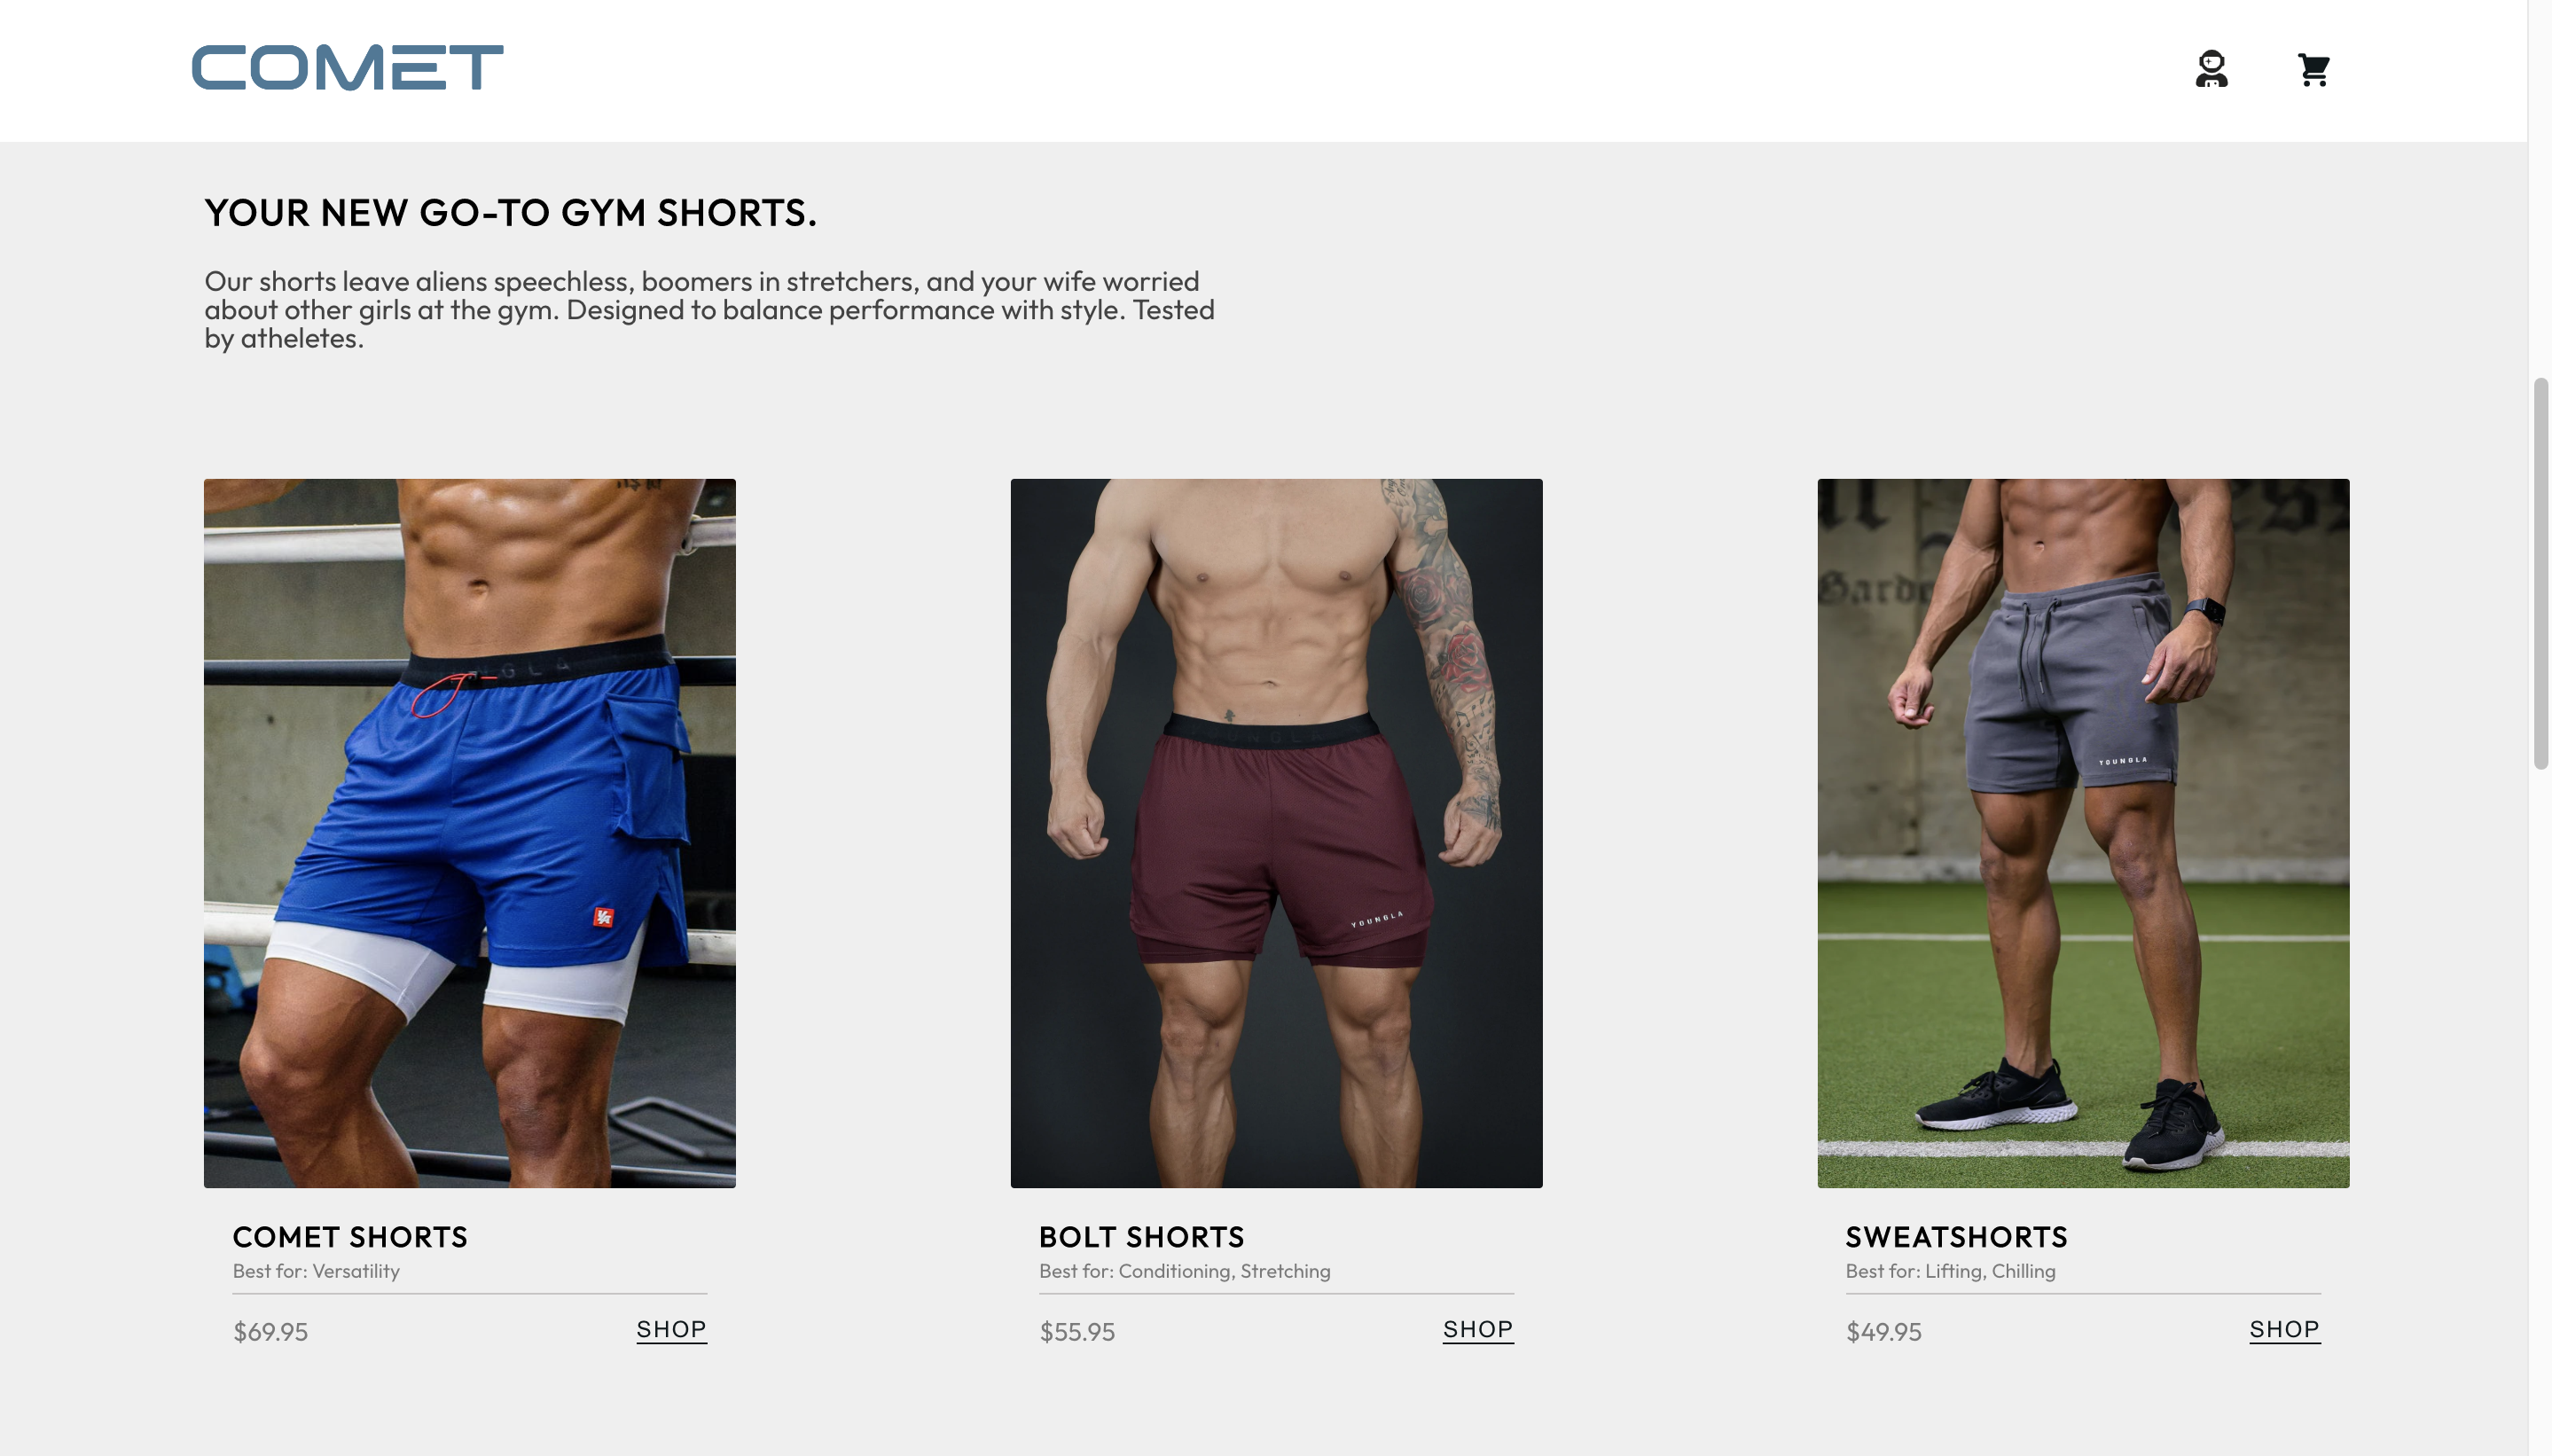 COMET
YOUR NEW GO-TO GYM SHORTS.
Our shorts leave aliens speechless, boomers in stretchers, and your wife worried
about other girls at the gym. Designed to balance performance with style. Tested
by atheletes.
Garde
YOUNGLA
YOUNGLA
COMET SHORTS
Best for: Versatility
$69.95
SHOP
BOLT SHORTS
Best for: Conditioning, Stretching
$55.95
SHOP
SWEATSHORTS
Best for: Lifting, Chilling
$49.95
SHOP